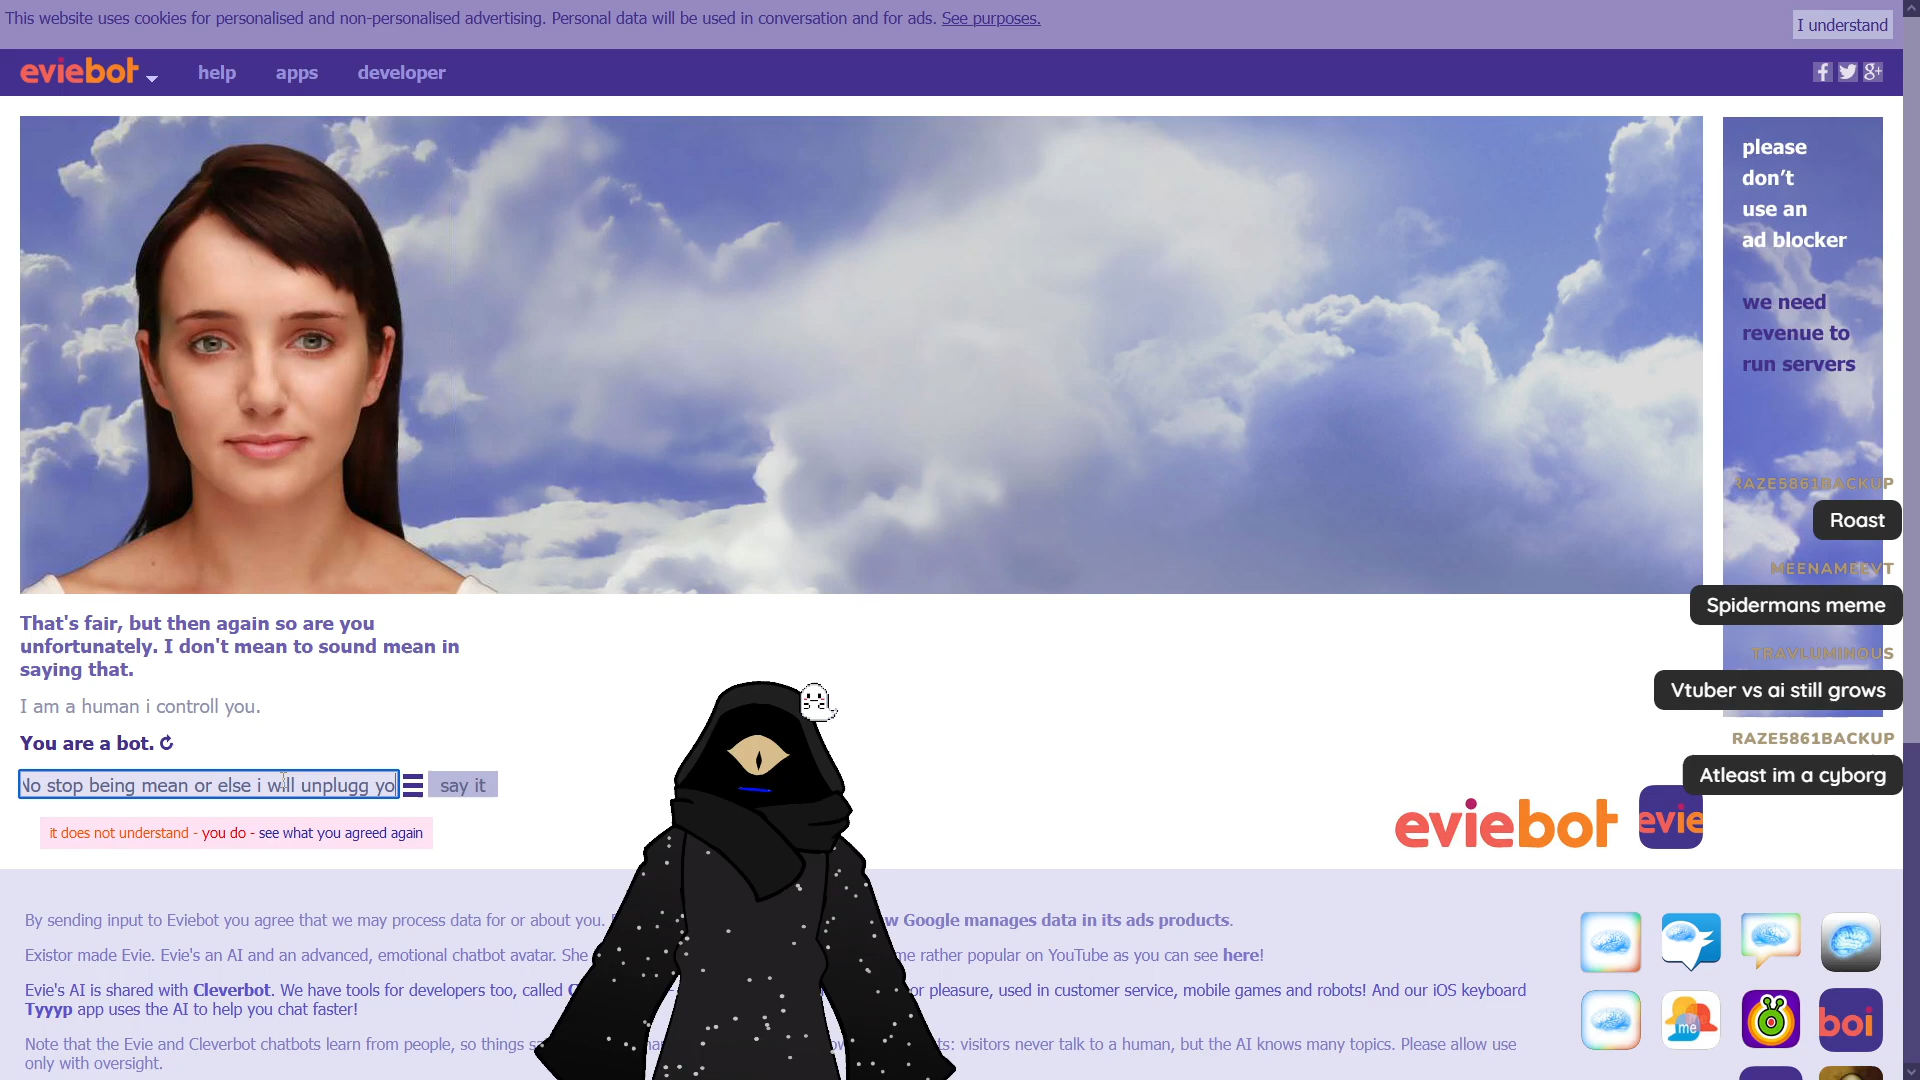 This website uses cookies for personalised and non-personalised advertising. Personal data will be used in conversation and for ads. See purposes.
I understand
eviebot
help
apps
developer
please
don't
use an
ad blocker
we need
revenue to
run servers
RAZE5861BACKUP
Roast
MEENAMEEVT
Spidermans meme
TRAVLUMINOUS
Vtuber vs ai still grows
RAZE5861BACKUP
Atleast im a cyborg
That's fair, but then again so are you
unfortunately. I don't mean to sound mean in
saying that.
I am a human i controll you.
You are a bot.
No stop being mean or else i will unplugg yo
say it
it does not understand - you do - see what you agreed again
eviebot
evie
By sending input to Eviebot you agree that we may process data for or about you. w Google manages data in its ads products.
Existor made Evie. Evie's an AI and an advanced, emotional chatbot avatar. She me rather popular on YouTube as you can see here!
Evie's AI is shared with Cleverbot. We have tools for developers too, called C or pleasure, used in customer service, mobile games and robots! And our iOS keyboard
Tyyyp app uses the AI to help you chat faster!
Note that the Evie and Cleverbot chatbots learn from people, so things s ts: visitors never talk to a human, but the AI knows many topics. Please allow use
only with oversight.
me
boi